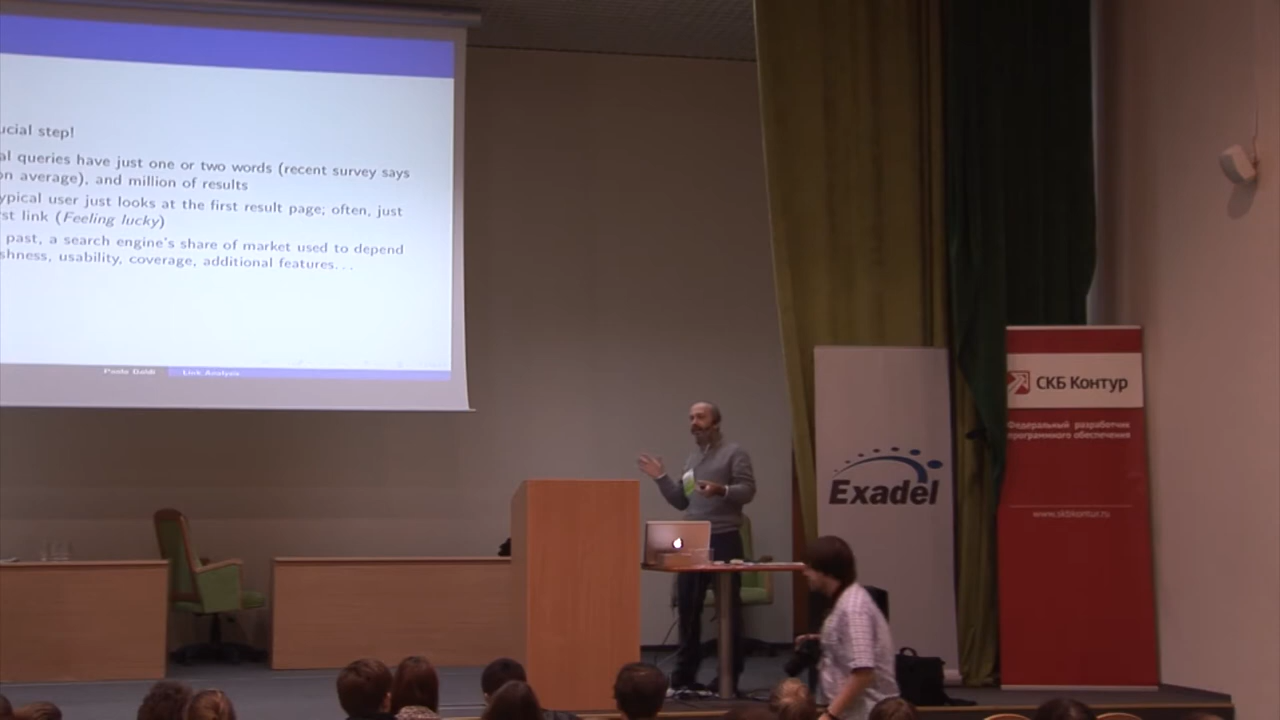 ucial step!
al queries have just one or two words (recent survey says
on average), and million of results
ypical user just looks at the first result page; often, just
st link (Feeling lucky)
past, a search engine's share of market used to depend
shness, usability, coverage, additional features...
Paolo Boldi Link Analysis
Exadel
СКБ Контур
Федеральный разработчик
программного обеспечения
www.skbkontur.ru